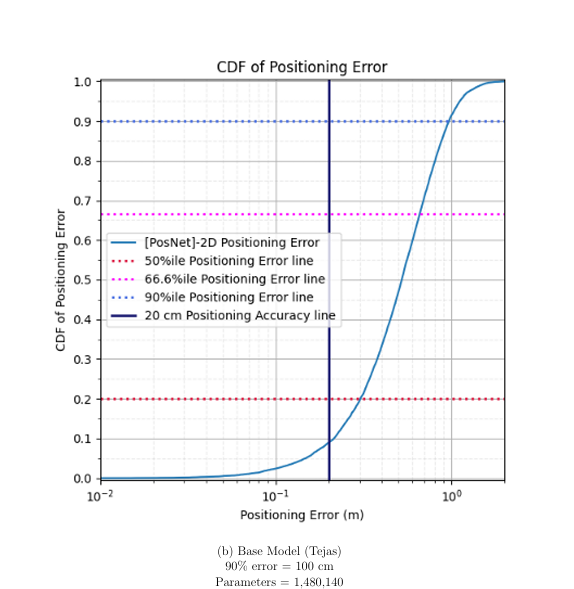 CDF of Positioning Error
CDF of Positioning Error
1.0
0.9
0.8
0.7
0.6
0.5
0.4
0.3
0.2
0.1
0.0
[PosNet]-2D Positioning Error
50%ile Positioning Error line
66.6%ile Positioning Error line
90%ile Positioning Error line
20 cm Positioning Accuracy line
10⁻² 10⁻¹ 10⁰
Positioning Error (m)
(b) Base Model (Tejas)
90% error = 100 cm
Parameters = 1,480,140